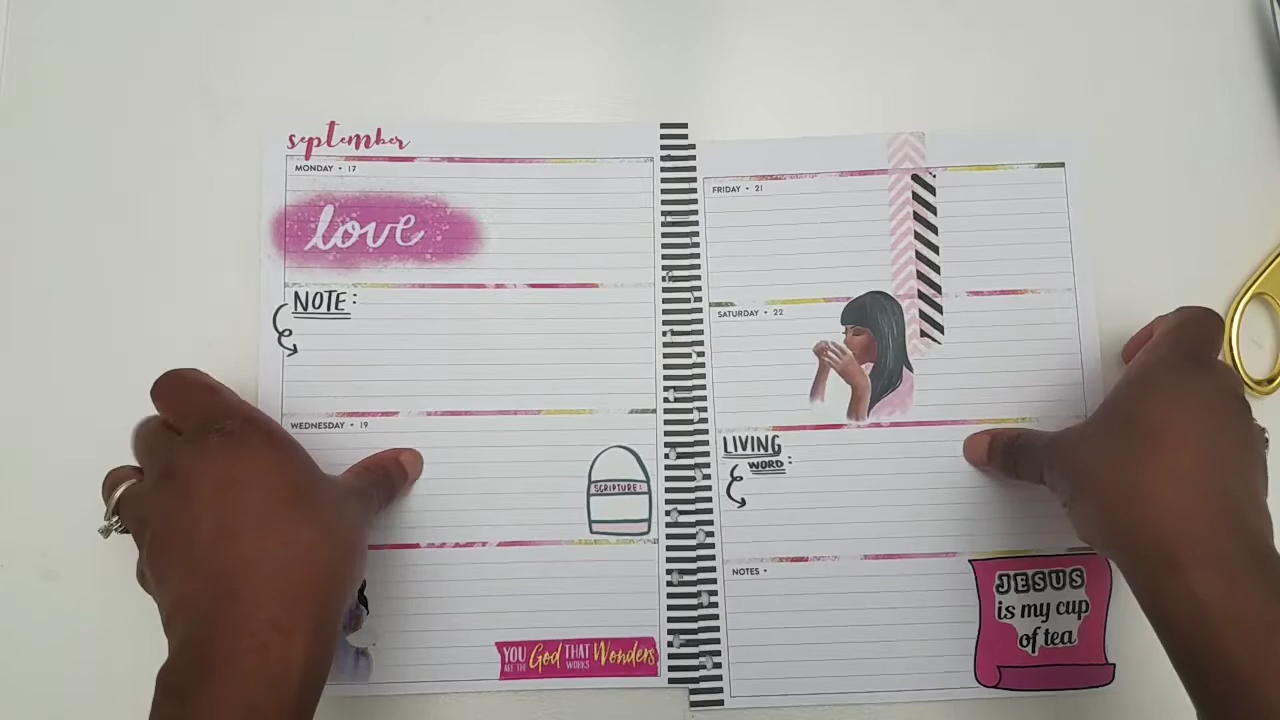 september
MONDAY • 17
love
NOTE:
WEDNESDAY • 19
SCRIPTURE:
YOU God THAT Wonders
ARE THE WORKS
FRIDAY • 21
SATURDAY • 22
LIVING
WORD:
NOTES •
JESUS
is my cup
of tea